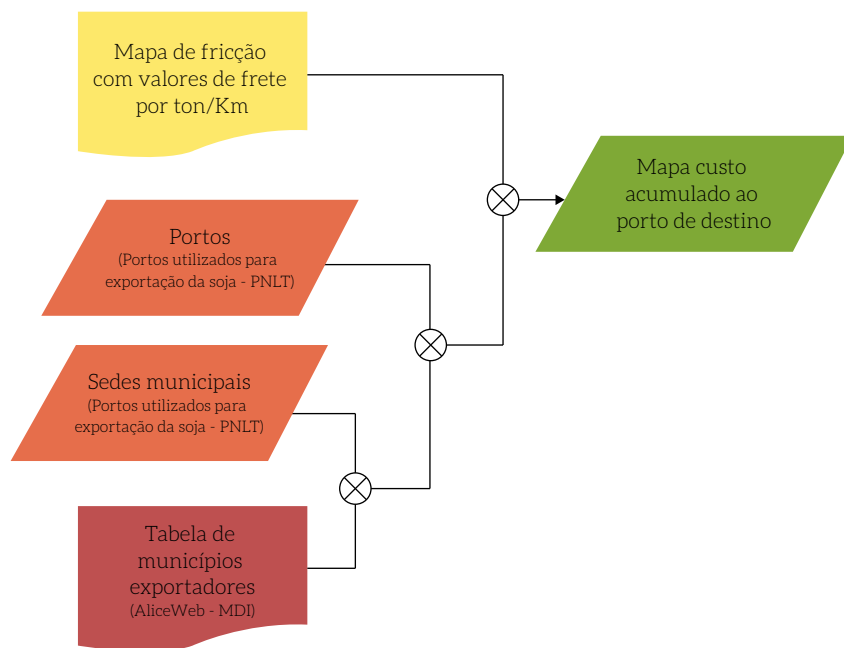 Mapa de fricção
com valores de frete
por ton/Km
Mapa custo
acumulado ao
porto de destino
Portos
(Portos utilizados para
exportação da soja - PNLT)
Sedes municipais
(Portos utilizados para
exportação da soja - PNLT)
Tabela de
municípios
exportadores
(AliceWeb - MDI)